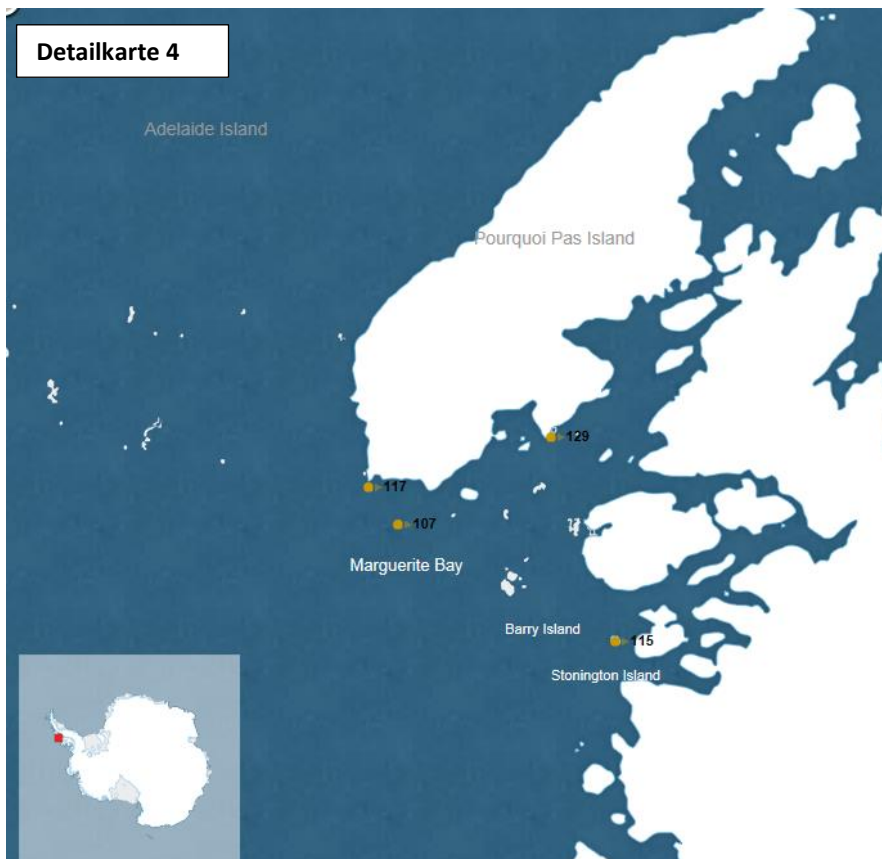 Detailkarte 4
Adelaide Island
Pourquoi Pas Island
129
117
107
Marguerite Bay
Barry Island
115
Stonington Island